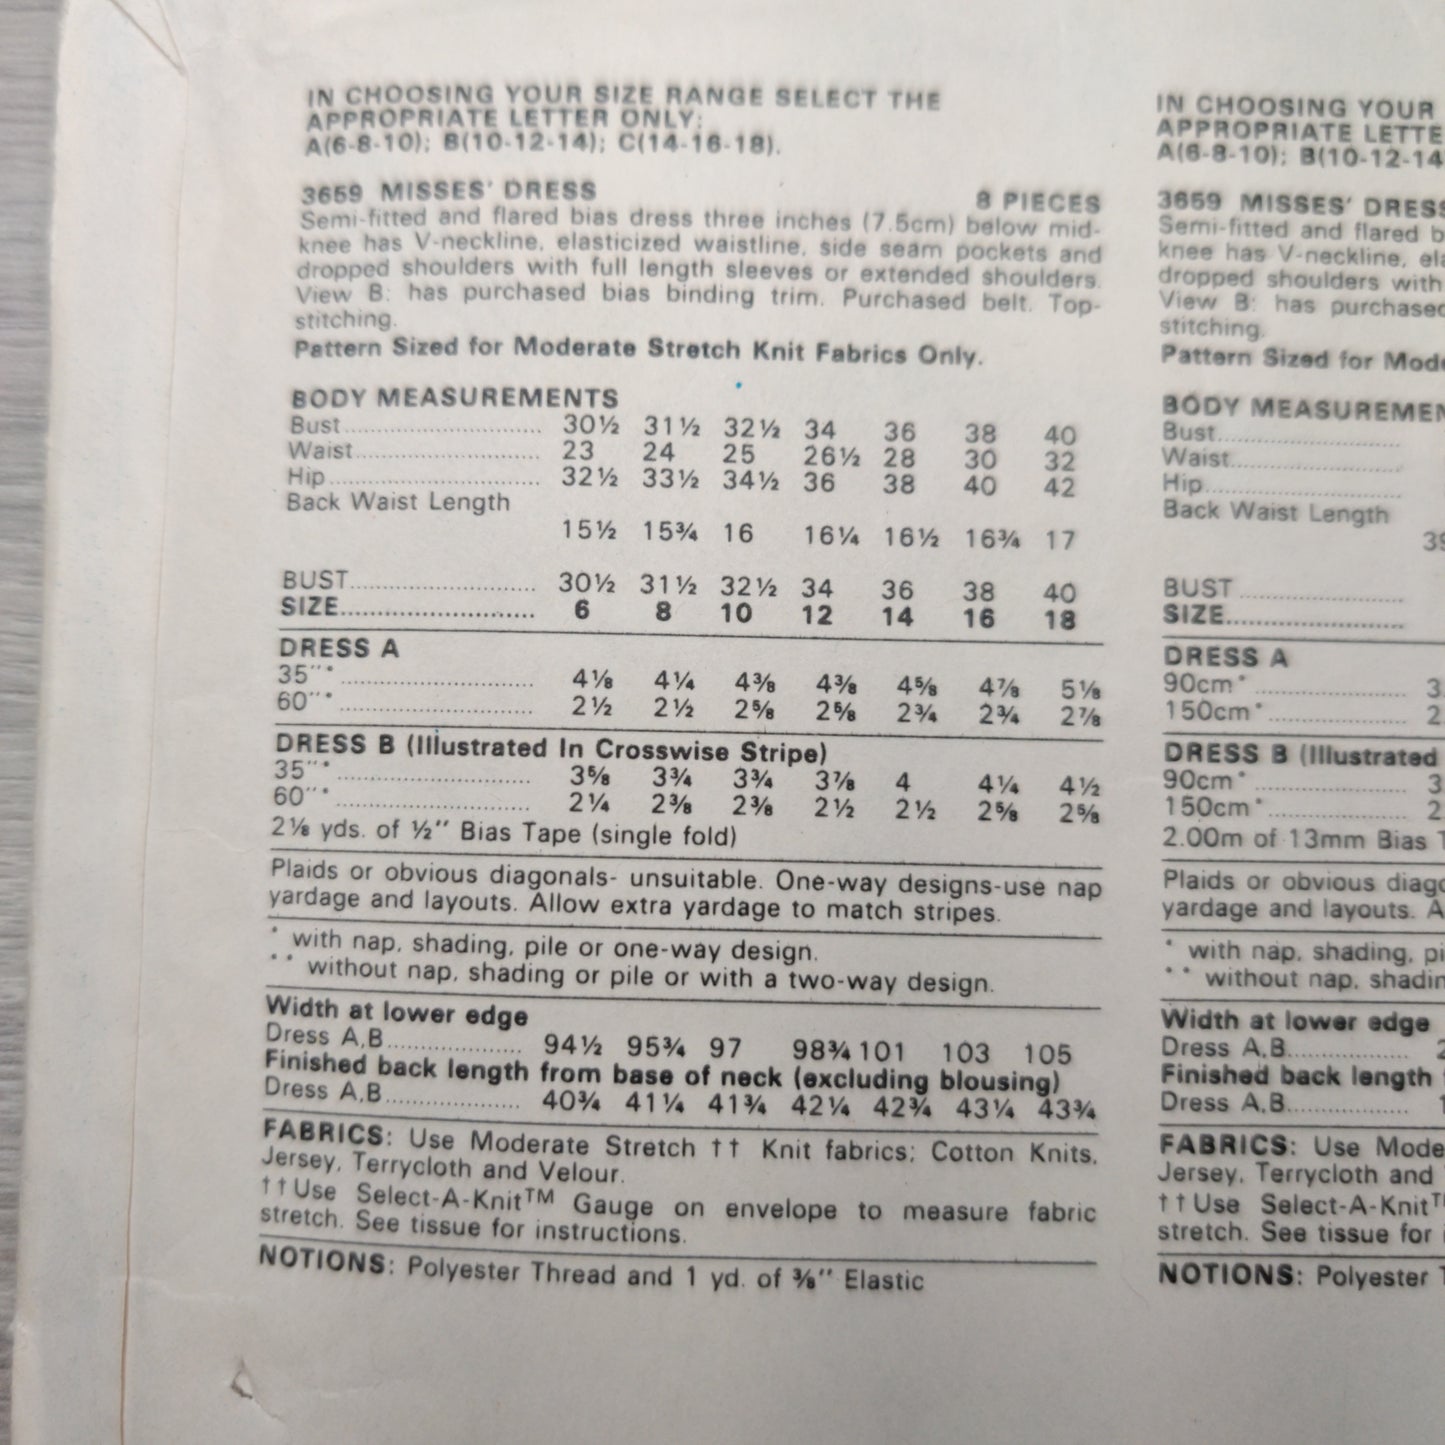 IN CHOOSING YOUR SIZE RANGE SELECT THE
APPROPRIATE LETTER ONLY:
A(6-8-10); B(10-12-14); C(14-16-18).
3659 MISSES' DRESS 8 PIECES
Semi-fitted and flared bias dress three inches (7.5cm) below mid-
knee has V-neckline, elasticized waistline, side seam pockets and
dropped shoulders with full length sleeves or extended shoulders.
View B: has purchased bias binding trim. Purchased belt. Top-
stitching.
Pattern Sized for Moderate Stretch Knit Fabrics Only.
BODY MEASUREMENTS
Bust 30½ 31½ 32½ 34 36 38 40
Waist 23 24 25 26½ 28 30 32
Hip 32½ 33½ 34½ 36 38 40 42
Back Waist Length
15½ 15¾ 16 16¼ 16½ 16¾ 17
BUST 30½ 31½ 32½ 34 36 38 40
SIZE 6 8 10 12 14 16 18
DRESS A
35"* 4⅛ 4¼ 4⅜ 4⅜ 4⅝ 4⅞ 5⅛
60"* 2½ 2½ 2⅝ 2⅝ 2¾ 2¾ 2⅞
DRESS B (Illustrated In Crosswise Stripe)
35"* 3⅝ 3¾ 3¾ 3⅞ 4 4¼ 4½
60"* 2¼ 2⅜ 2⅜ 2½ 2½ 2⅝ 2⅝
2⅛ yds. of ½" Bias Tape (single fold)
Plaids or obvious diagonals- unsuitable. One-way designs-use nap
yardage and layouts. Allow extra yardage to match stripes.
* with nap, shading, pile or one-way design.
** without nap, shading or pile or with a two-way design.
Width at lower edge
Dress A,B 94½ 95¾ 97 98¾ 101 103 105
Finished back length from base of neck (excluding blousing)
Dress A,B 40¾ 41¼ 41¾ 42¼ 42¾ 43¼ 43¾
FABRICS: Use Moderate Stretch †† Knit fabrics; Cotton Knits,
Jersey, Terrycloth and Velour.
††Use Select-A-Knit™ Gauge on envelope to measure fabric
stretch. See tissue for instructions.
NOTIONS: Polyester Thread and 1 yd. of ⅜" Elastic
IN CHOOSING YOUR
APPROPRIATE LETTE
A(6-8-10); B(10-12-14
3659 MISSES' DRESS
Semi-fitted and flared b
knee has V-neckline, ela
dropped shoulders with
View B: has purchased
stitching.
Pattern Sized for Mode
BODY MEASUREMEN
Bust
Waist
Hip
Back Waist Length
39
BUST
SIZE
DRESS A
90cm* 3
150cm* 2
DRESS B (Illustrated
90cm* 3
150cm* 2
2.00m of 13mm Bias T
Plaids or obvious diago
yardage and layouts. A
* with nap, shading, pi
** without nap, shadin
Width at lower edge
Dress A,B 2
Finished back length
Dress A,B 1
FABRICS: Use Mode
Jersey, Terrycloth and
††Use Select-A-Knit
stretch. See tissue for
NOTIONS: Polyester